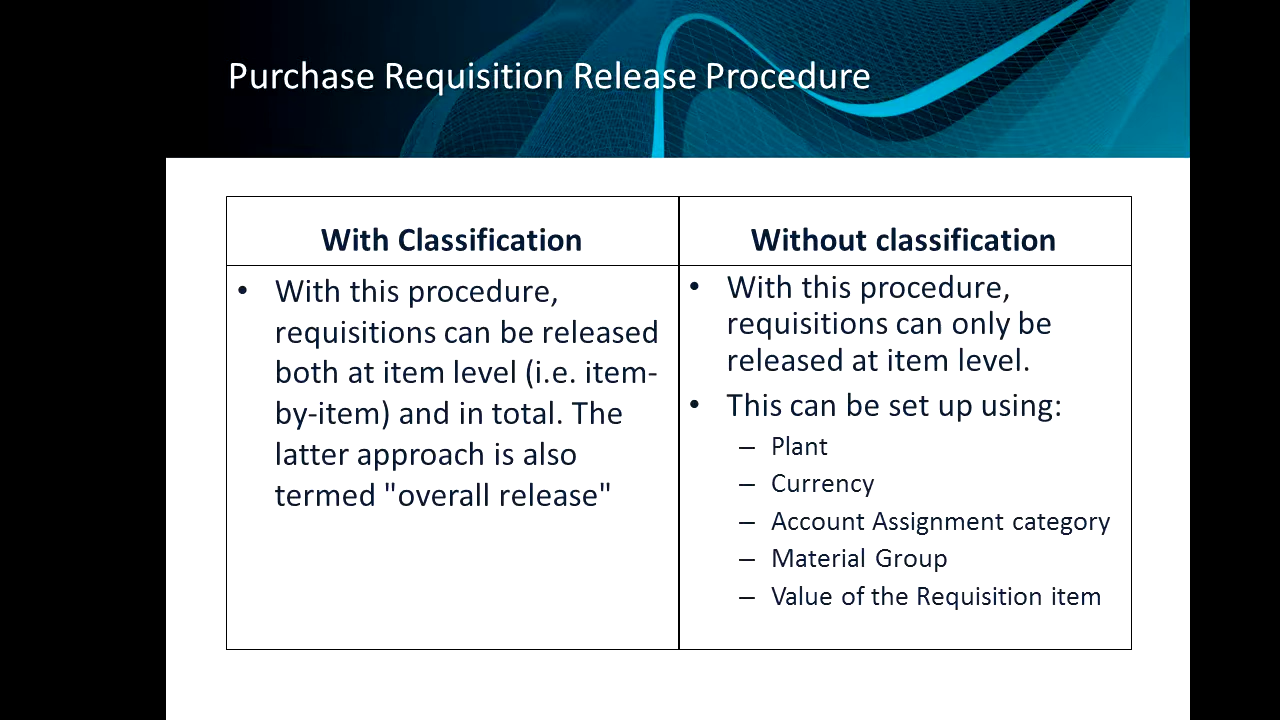 Purchase Requisition Release Procedure
With Classification
• With this procedure,
requisitions can be released
both at item level (i.e. item-
by-item) and in total. The
latter approach is also
termed "overall release"
Without classification
• With this procedure,
requisitions can only be
released at item level.
• This can be set up using:
– Plant
– Currency
– Account Assignment category
– Material Group
– Value of the Requisition item